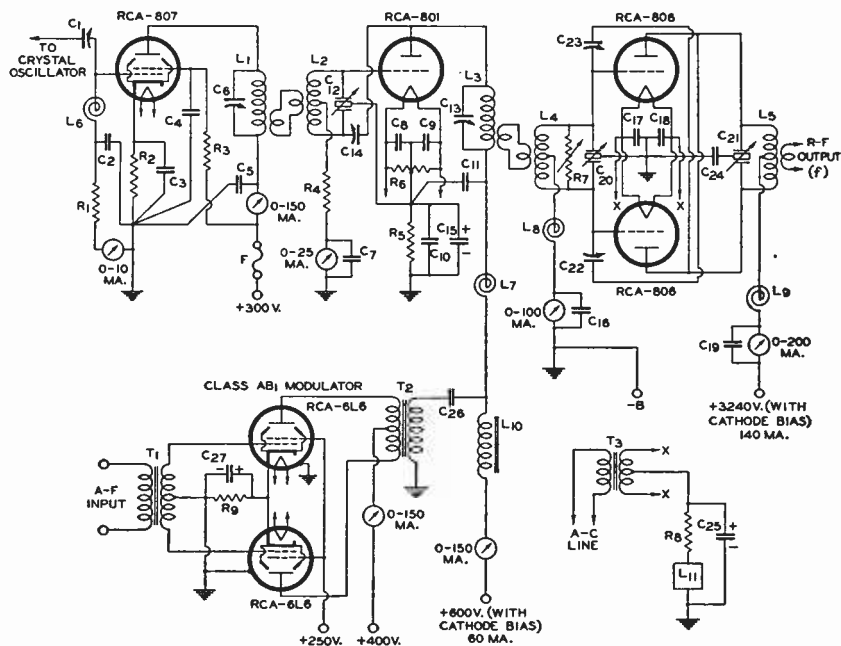 RCA-807
RCA-801
RCA-806
C1
TO
CRYSTAL
OSCILLATOR
L6
C2
R1
0-10 MA.
R2
C3
C4
R3
C5
C6
L1
0-150
MA.
F
+300 V.
L2
C
12
C14
R4
0-25
MA.
C7
C8
C9
R6
R5
C10
C15
+
-
C11
C13
L3
L7
L4
R7
C20
C23
C22
C17
C18
X
X
C24
C21
L5
R-F
OUTPUT
(f)
RCA-806
L8
0-100
MA.
C16
-B
L9
C19
0-200
MA.
+3240V. (WITH
CATHODE BIAS)
140 MA.
CLASS AB1 MODULATOR
RCA-6L6
T1
A-F
INPUT
C27
- +
R9
RCA-6L6
+250V.
+400V.
0-150
MA.
T2
C26
L10
0-150
MA.
+600V. (WITH
CATHODE BIAS)
60 MA.
T3
X
X
A-C
LINE
R8
C25
+
-
L11